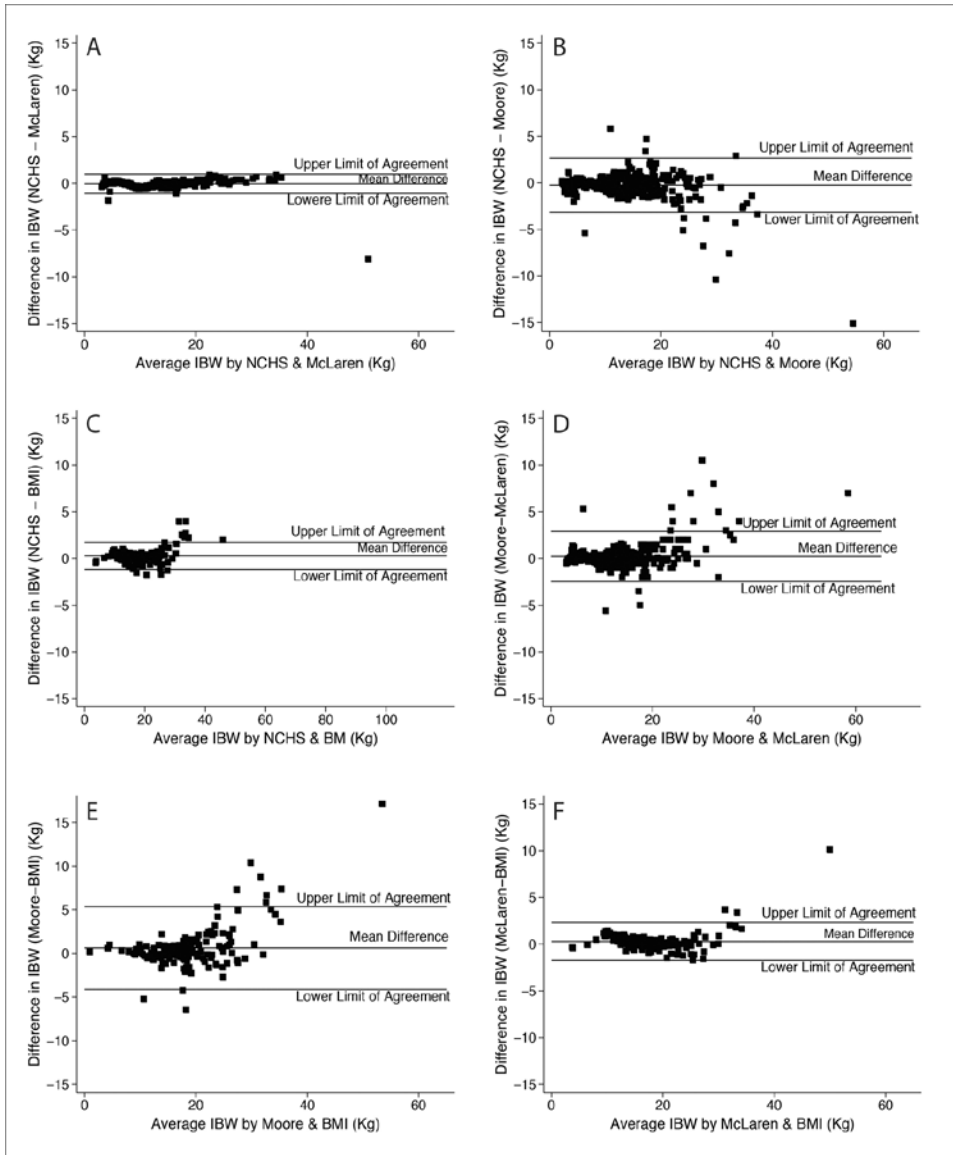 A
Difference in IBW (NCHS − McLaren) (Kg)
15
10
5
0
−5
−10
−15
Upper Limit of Agreement
Mean Difference
Lowere Limit of Agreement
0 20 40 60
Average IBW by NCHS & McLaren (Kg)
B
Difference in IBW (NCHS − Moore) (Kg)
15
10
5
0
−5
−10
−15
Upper Limit of Agreement
Mean Difference
Lower Limit of Agreement
0 20 40 60
Average IBW by NCHS & Moore (Kg)
C
Difference in IBW (NCHS − BMI) (Kg)
15
10
5
0
−5
−10
−15
Upper Limit of Agreement
Mean Difference
Lower Limit of Agreement
0 20 40 60 80 100
Average IBW by NCHS & BM (Kg)
D
Difference in IBW (Moore−McLaren) (Kg)
15
10
5
0
−5
−10
−15
Upper Limit of Agreement
Mean Difference
Lower Limit of Agreement
0 20 40 60
Average IBW by Moore & McLaren (Kg)
E
Difference in IBW (Moore−BMI) (Kg)
15
10
5
0
−5
−10
−15
Upper Limit of Agreement
Mean Difference
Lower Limit of Agreement
0 20 40 60
Average IBW by Moore & BMI (Kg)
F
Difference in IBW (McLaren−BMI) (Kg)
15
10
5
0
−5
−10
−15
Upper Limit of Agreement
Mean Difference
Lower Limit of Agreement
0 20 40 60
Average IBW by McLaren & BMI (Kg)